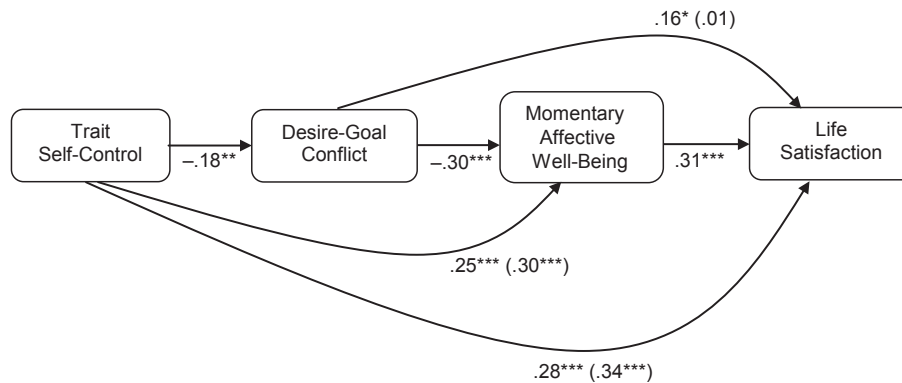 .16* (.01)
Trait
Self-Control
Desire-Goal
Conflict
Momentary
Affective
Well-Being
Life
Satisfaction
–.18**
–.30***
.31***
.25*** (.30***)
.28*** (.34***)